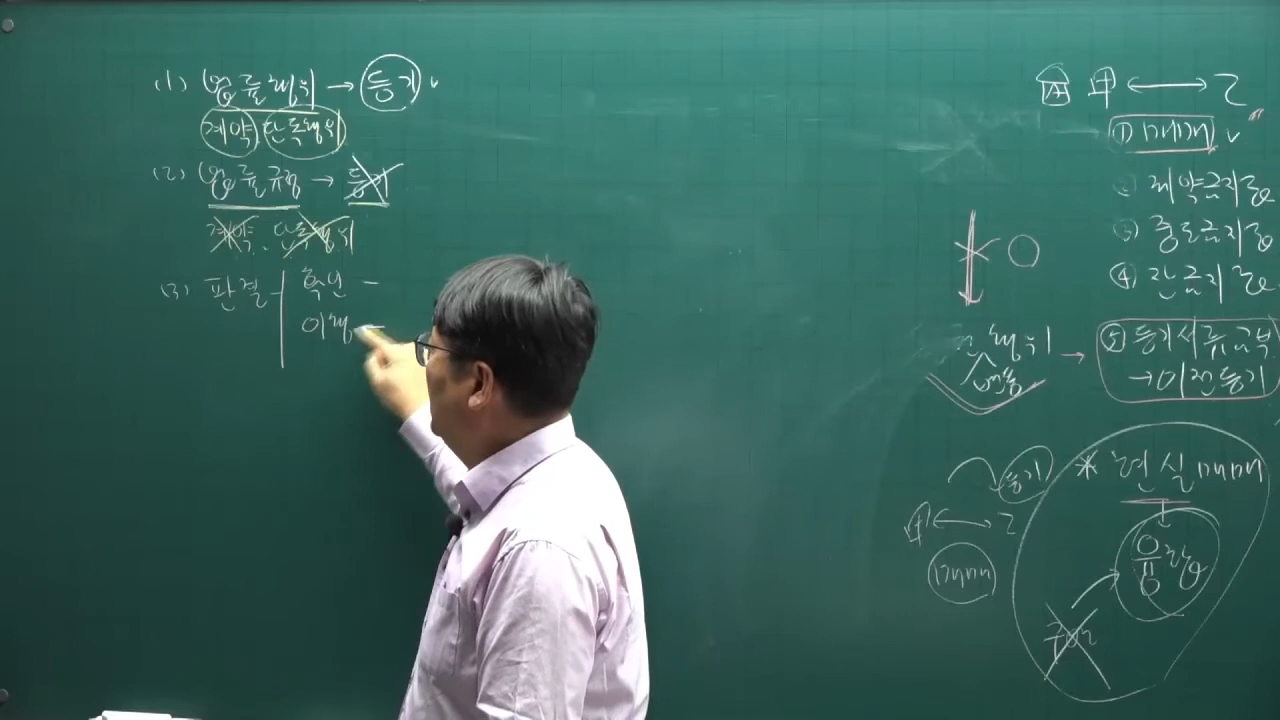 (1) 법률행위 → 등기 ✓
계약, 단독행위
(2) 법률규정 → 등기
계약, 단독행위
(3) 판결 - 확인 -
이행 -
甲 ↔ 乙
① 매매 ✓
② 계약금지급
③ 중도금지급
④ 잔금지급
행위 → ⑤ 등기서류교부
변동 → 이전등기
등기 * 현실매매
甲 ↔ 乙
매매